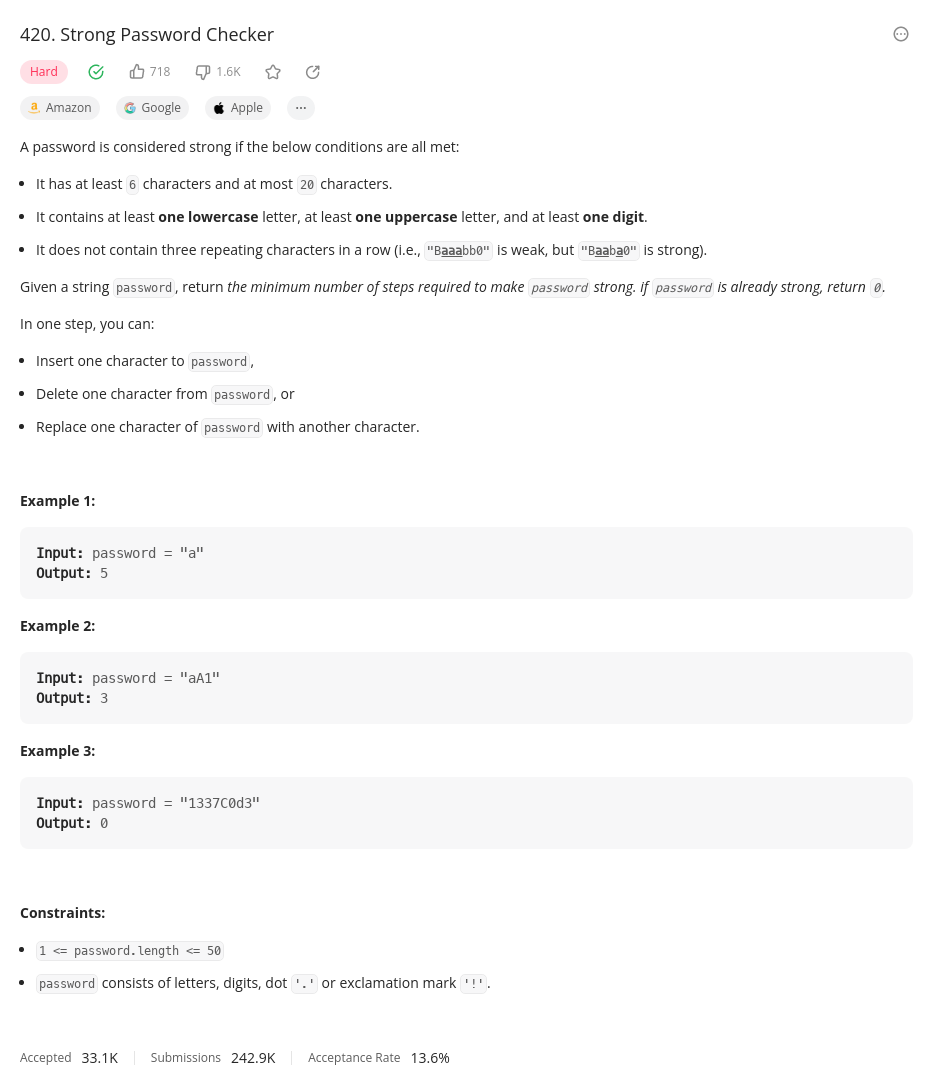 420. Strong Password Checker
Hard 718 1.6K
Amazon Google Apple
A password is considered strong if the below conditions are all met:
• It has at least 6 characters and at most 20 characters.
• It contains at least one lowercase letter, at least one uppercase letter, and at least one digit.
• It does not contain three repeating characters in a row (i.e., "Baaabb0" is weak, but "Baaba0" is strong).
Given a string password, return the minimum number of steps required to make password strong. if password is already strong, return 0.
In one step, you can:
• Insert one character to password,
• Delete one character from password, or
• Replace one character of password with another character.
Example 1:
Input: password = "a"
Output: 5
Example 2:
Input: password = "aA1"
Output: 3
Example 3:
Input: password = "1337C0d3"
Output: 0
Constraints:
• 1 <= password.length <= 50
• password consists of letters, digits, dot '.' or exclamation mark '!'.
Accepted 33.1K Submissions 242.9K Acceptance Rate 13.6%